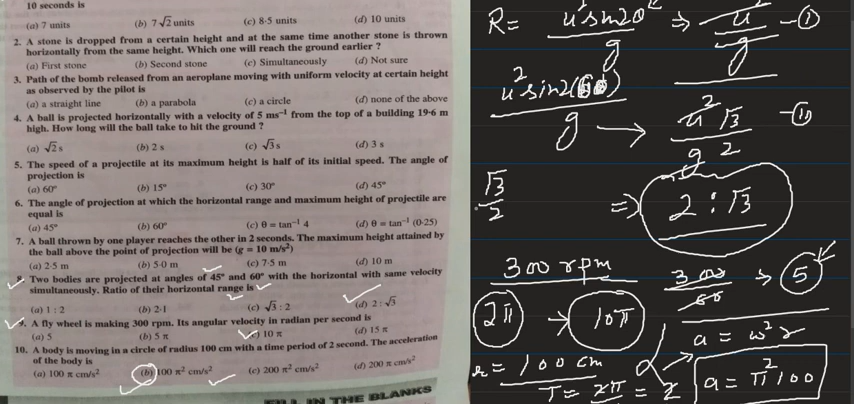 10 seconds is
(a) 7 units (b) 7√2 units (c) 8·5 units (d) 10 units
2. A stone is dropped from a certain height and at the same time another stone is thrown
horizontally from the same height. Which one will reach the ground earlier ?
(a) First stone (b) Second stone (c) Simultaneously (d) Not sure
3. Path of the bomb released from an aeroplane moving with uniform velocity at certain height
as observed by the pilot is
(a) a straight line (b) a parabola (c) a circle (d) none of the above
4. A ball is projected horizontally with a velocity of 5 ms⁻¹ from the top of a building 19·6 m
high. How long will the ball take to hit the ground ?
(a) √2 s (b) 2 s (c) √3 s (d) 3 s
5. The speed of a projectile at its maximum height is half of its initial speed. The angle of
projection is
(a) 60° (b) 15° (c) 30° (d) 45°
6. The angle of projection at which the horizontal range and maximum height of projectile are
equal is
(a) 45° (b) 60° (c) θ = tan⁻¹ 4 (d) θ = tan⁻¹ (0·25)
7. A ball thrown by one player reaches the other in 2 seconds. The maximum height attained by
the ball above the point of projection will be (g = 10 m/s²)
(a) 2·5 m (b) 5·0 m (c) 7·5 m (d) 10 m
8. Two bodies are projected at angles of 45° and 60° with the horizontal with same velocity
simultaneously. Ratio of their horizontal range is
(a) 1 : 2 (b) 2·1 (c) √3 : 2 (d) 2 : √3
9. A fly wheel is making 300 rpm. Its angular velocity in radian per second is
(a) 5 (b) 5 π (c) 10 π (d) 15 π
10. A body is moving in a circle of radius 100 cm with a time period of 2 second. The acceleration
of the body is
(a) 100 π cm/s² (b) 100 π² cm/s² (c) 200 π² cm/s² (d) 200 π cm/s²
FILL IN THE BLANKS
R = u² sin2θ / g ⇒ u² / g – ①
u² sin2(60) / g → u² √3 / g 2 – ⑪
√3 / 2 ⇒ 2 : √3
300 rpm
300 / 60 → 5
2π → 10π
a = ω² r
r = 100 cm
T = 2π = 2
a = π² 100